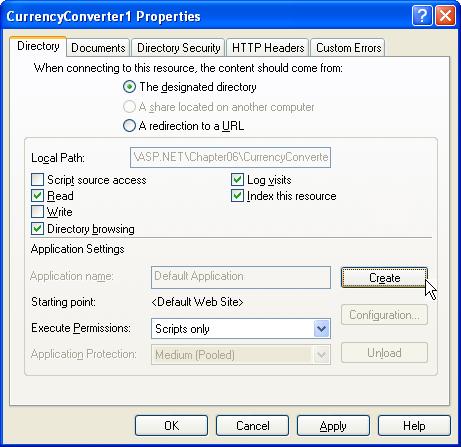 CurrencyConverter1 Properties
Directory Documents Directory Security HTTP Headers Custom Errors
When connecting to this resource, the content should come from:
The designated directory
A share located on another computer
A redirection to a URL
Local Path: \ASP.NET\Chapter06\CurrencyConverte
Script source access Log visits
Read Index this resource
Write
Directory browsing
Application Settings
Application name: Default Application Create
Starting point: <Default Web Site>
Configuration...
Execute Permissions: Scripts only
Application Protection: Medium (Pooled) Unload
OK Cancel Apply Help